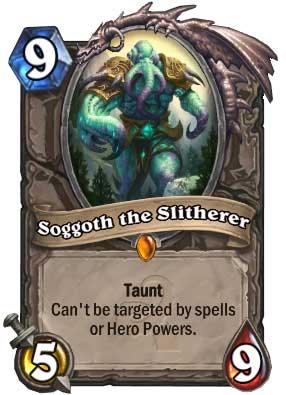 9
Soggoth the Slitherer
Taunt
Can't be targeted by spells
or Hero Powers.
5
9